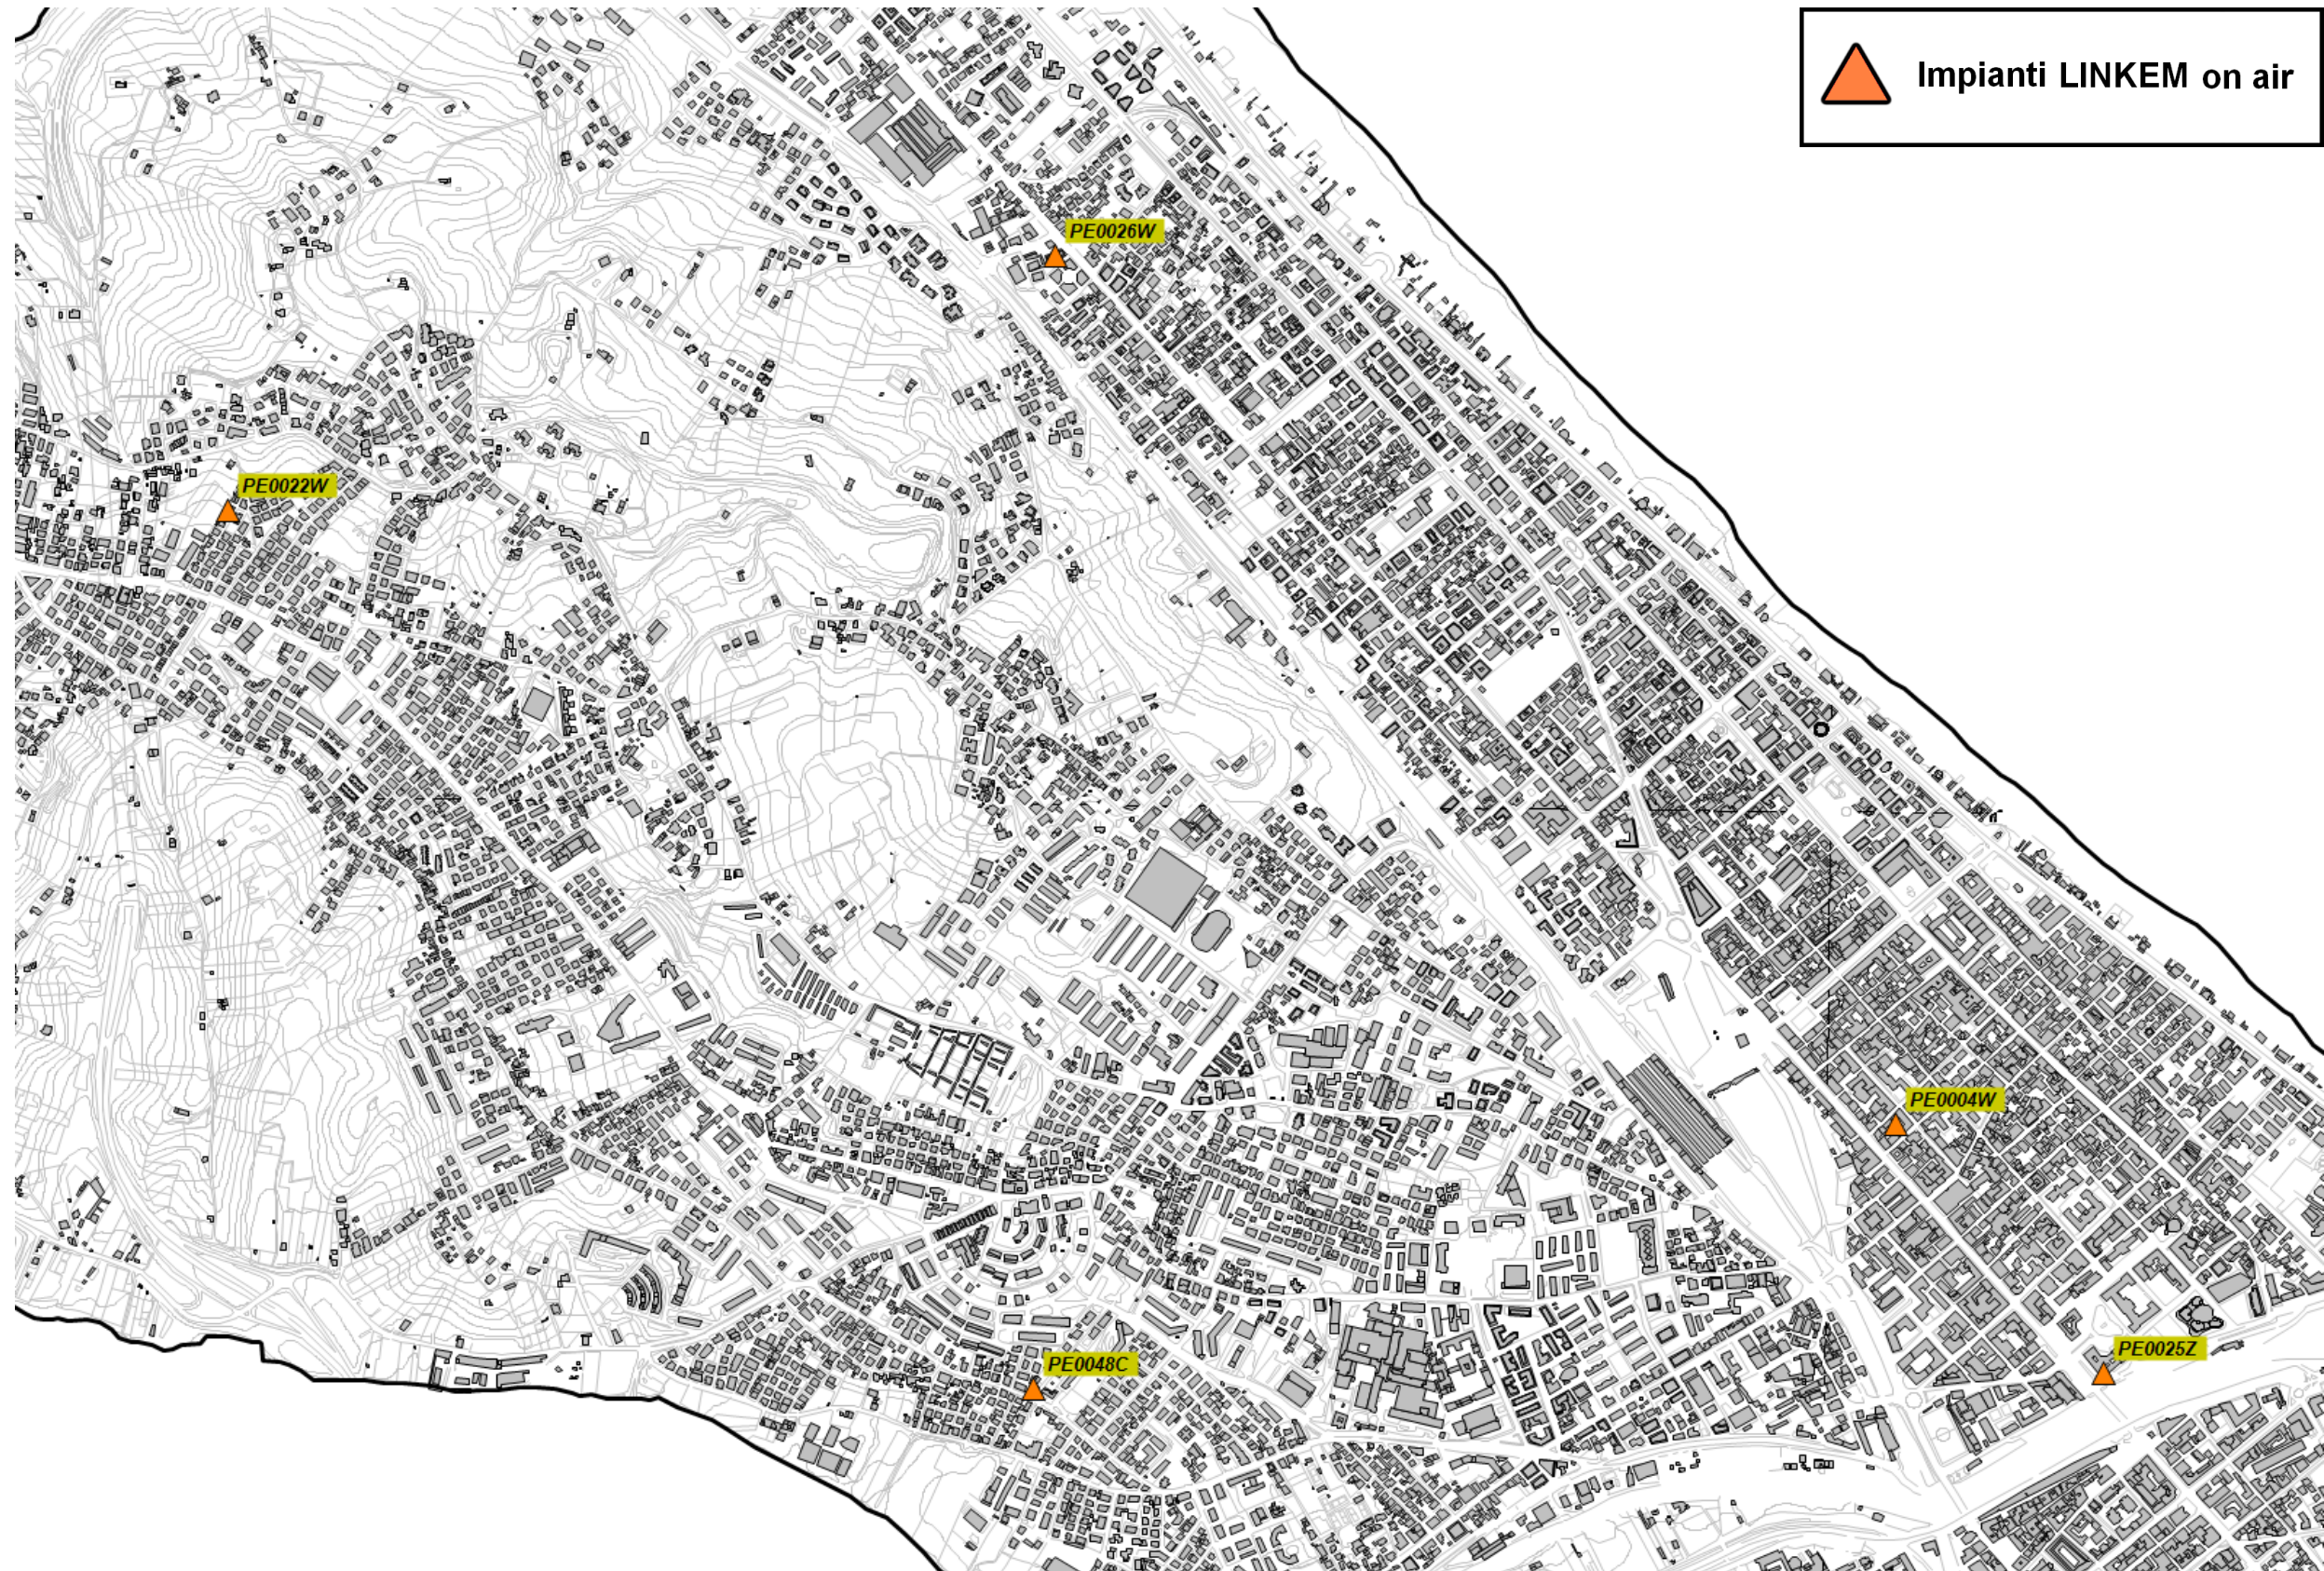 Impianti LINKEM on air
PE0026W
PE0022W
PE0004W
PE0025Z
PE0048C